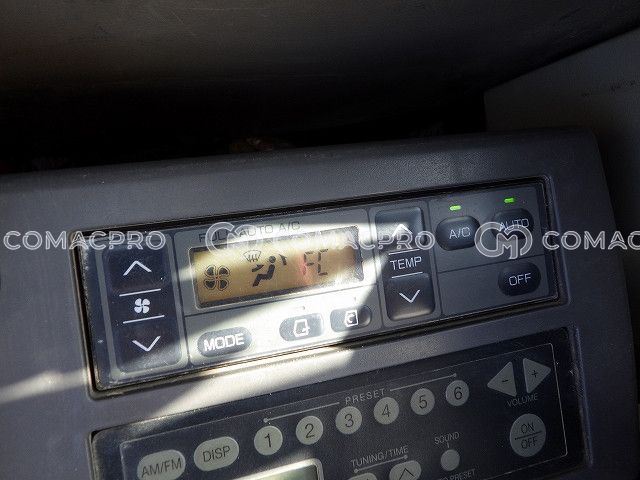 COMACPRO COMACPRO COMACPRO
AUTO A/C
FC
TEMP
A/C AUTO
OFF
MODE
PRESET
1 2 3 4 5 6
- +
VOLUME
AM/FM DISP
TUNING/TIME
SOUND
ON
OFF
PRESET